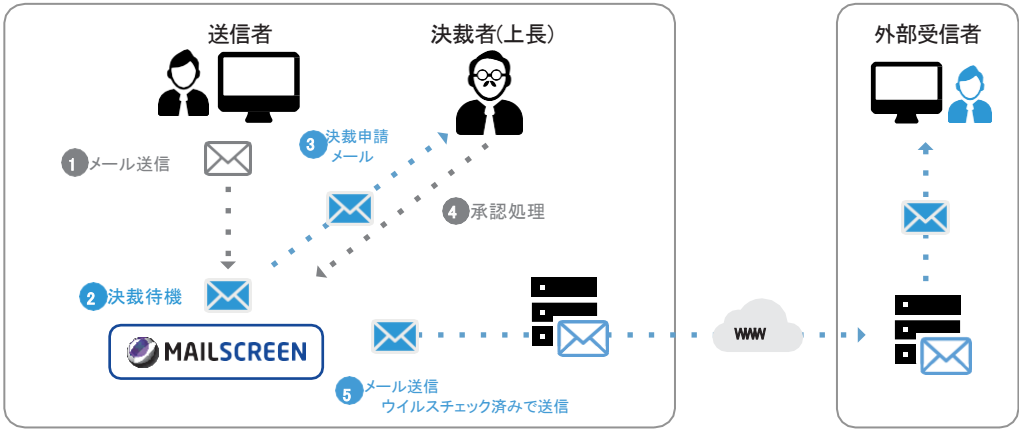 送信者
決裁者(上長)
外部受信者
1 メール送信
3 決裁申請
メール
4 承認処理
2 決裁待機
MAILSCREEN
WWW
5 メール送信
ウイルスチェック済みで送信